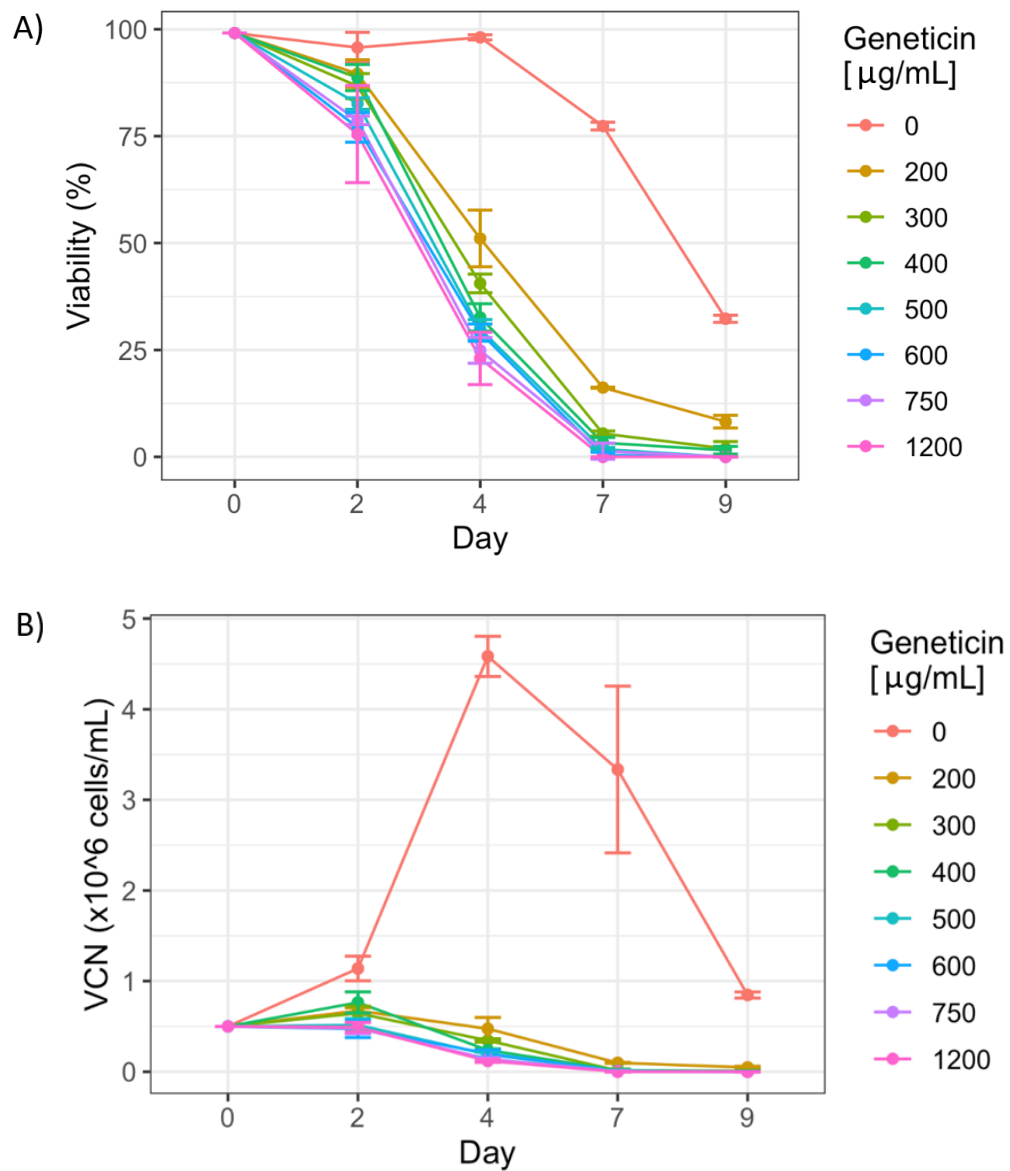 A)
100
75
50
25
0
Viability (%)
0 2 4 7 9
Day
Geneticin
[ μg/mL]
0
200
300
400
500
600
750
1200
B)
5
4
3
2
1
0
VCN (x10^6 cells/mL)
0 2 4 7 9
Day
Geneticin
[ μg/mL]
0
200
300
400
500
600
750
1200